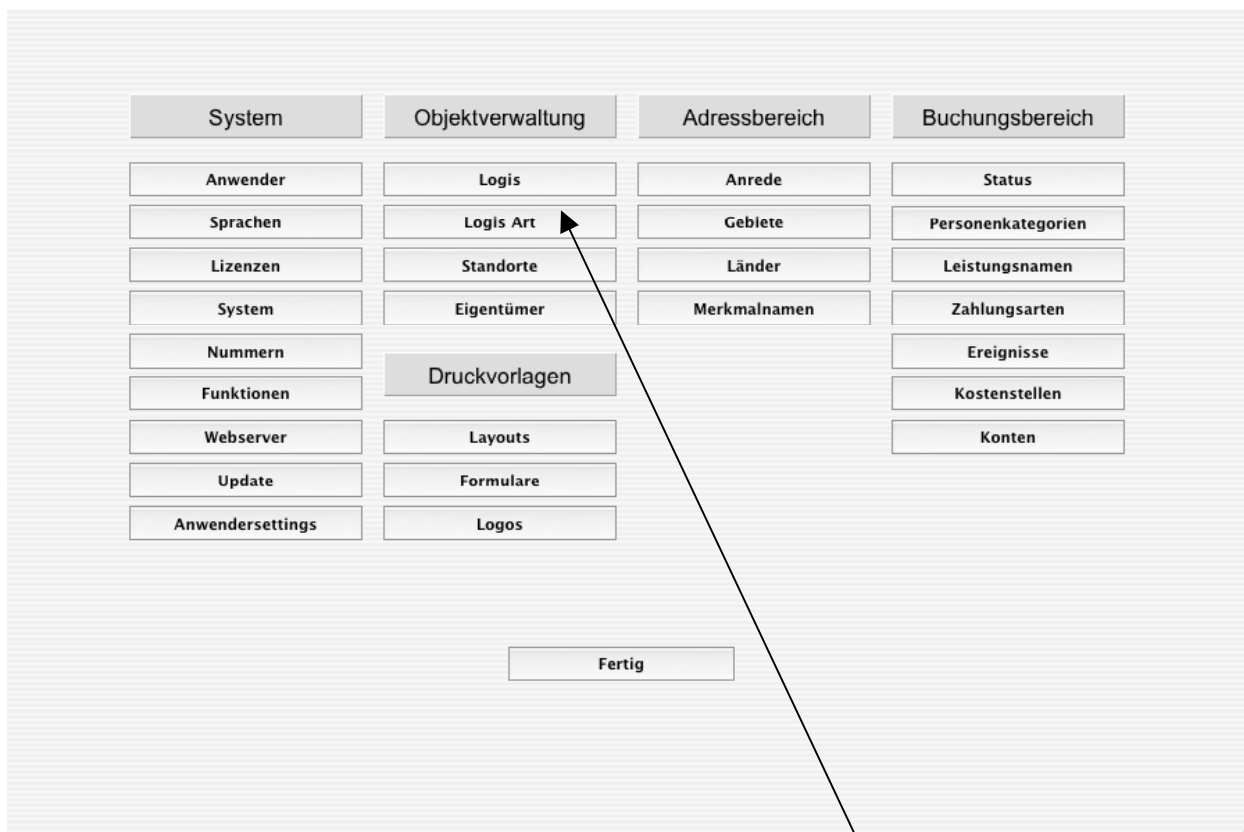 System
Anwender
Sprachen
Lizenzen
System
Nummern
Funktionen
Webserver
Update
Anwendersettings
Objektverwaltung
Logis
Logis Art
Standorte
Eigentümer
Druckvorlagen
Layouts
Formulare
Logos
Adressbereich
Anrede
Gebiete
Länder
Merkmalnamen
Buchungsbereich
Status
Personenkategorien
Leistungsnamen
Zahlungsarten
Ereignisse
Kostenstellen
Konten
Fertig